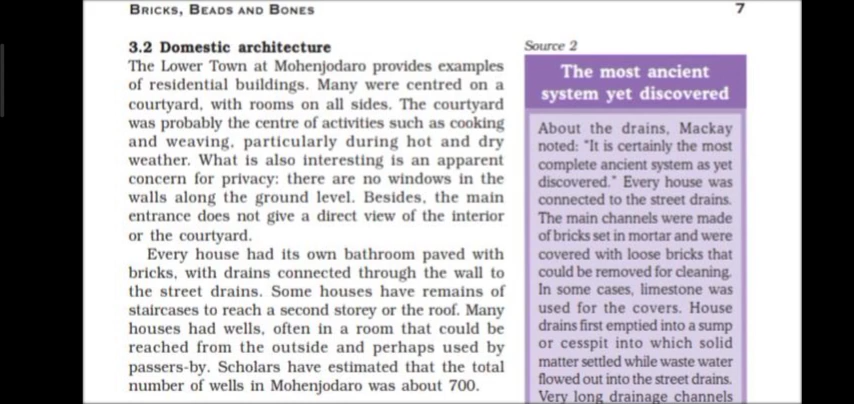 BRICKS, BEADS AND BONES
7
3.2 Domestic architecture
The Lower Town at Mohenjodaro provides examples
of residential buildings. Many were centred on a
courtyard, with rooms on all sides. The courtyard
was probably the centre of activities such as cooking
and weaving, particularly during hot and dry
weather. What is also interesting is an apparent
concern for privacy: there are no windows in the
walls along the ground level. Besides, the main
entrance does not give a direct view of the interior
or the courtyard.
Every house had its own bathroom paved with
bricks, with drains connected through the wall to
the street drains. Some houses have remains of
staircases to reach a second storey or the roof. Many
houses had wells, often in a room that could be
reached from the outside and perhaps used by
passers-by. Scholars have estimated that the total
number of wells in Mohenjodaro was about 700.
Source 2
The most ancient
system yet discovered
About the drains, Mackay
noted: "It is certainly the most
complete ancient system as yet
discovered." Every house was
connected to the street drains.
The main channels were made
of bricks set in mortar and were
covered with loose bricks that
could be removed for cleaning.
In some cases, limestone was
used for the covers. House
drains first emptied into a sump
or cesspit into which solid
matter settled while waste water
flowed out into the street drains.
Very long drainage channels